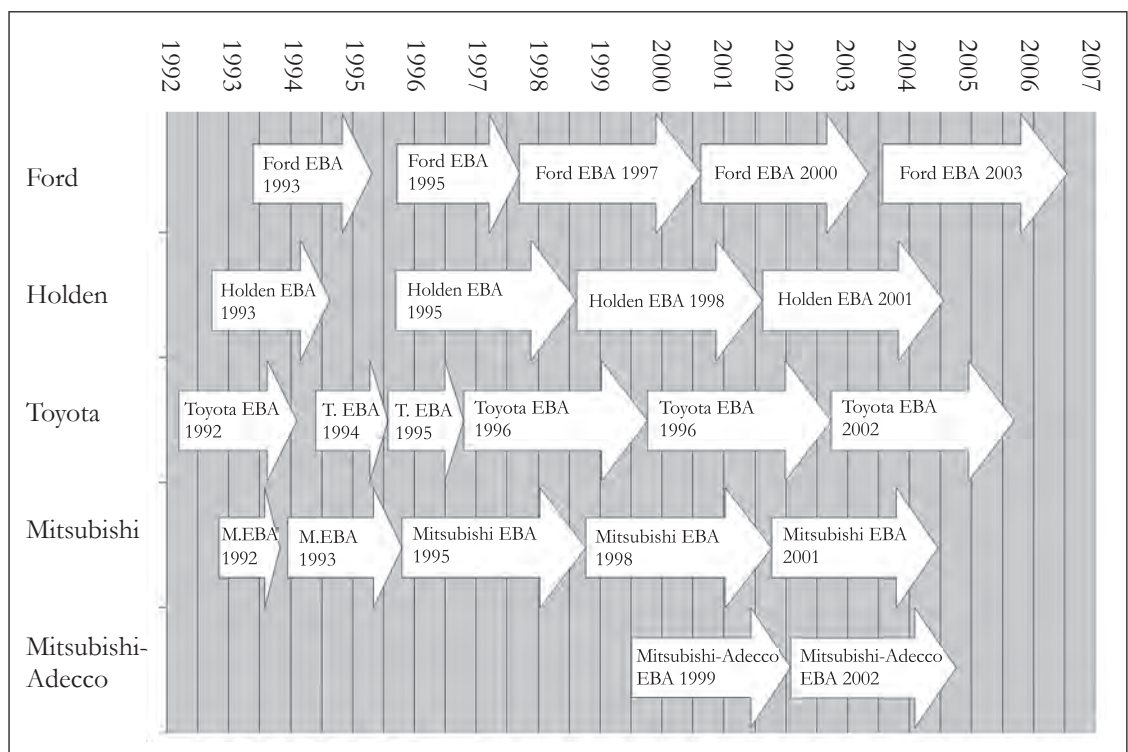 1992
1993
1994
1995
1996
1997
1998
1999
2000
2001
2002
2003
2004
2005
2006
2007
Ford
Ford EBA
1993
Ford EBA
1995
Ford EBA 1997
Ford EBA 2000
Ford EBA 2003
Holden
Holden EBA
1993
Holden EBA
1995
Holden EBA 1998
Holden EBA 2001
Toyota
Toyota EBA
1992
T. EBA
1994
T. EBA
1995
Toyota EBA
1996
Toyota EBA
1996
Toyota EBA
2002
Mitsubishi
M.EBA
1992
M.EBA
1993
Mitsubishi EBA
1995
Mitsubishi EBA
1998
Mitsubishi EBA
2001
Mitsubishi-
Adecco
Mitsubishi-Adecco
EBA 1999
Mitsubishi-Adecco
EBA 2002